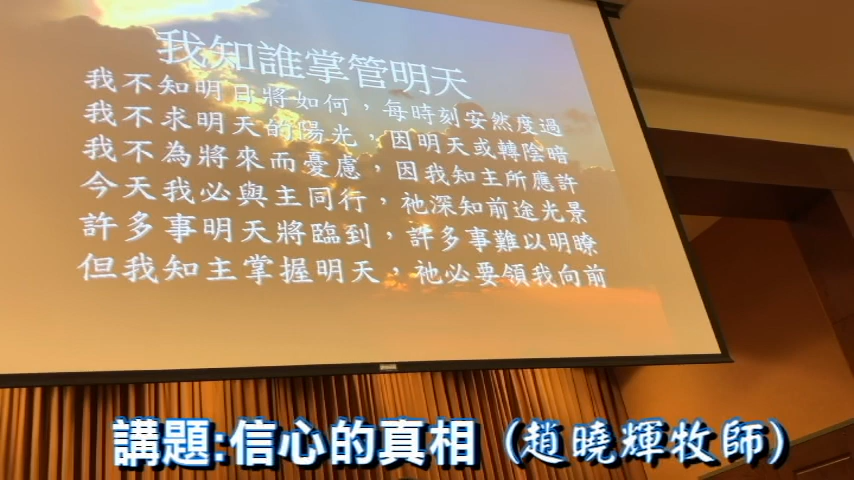 我知誰掌管明天
我不知明日將如何，每時刻安然度過
我不求明天的陽光，因明天或轉陰暗
我不為將來而憂慮，因我知主所應許
今天我必與主同行，祂深知前途光景
許多事明天將臨到，許多事難以明瞭
但我知主掌握明天，祂必要領我向前
講題:信心的真相 (趙曉輝牧師)